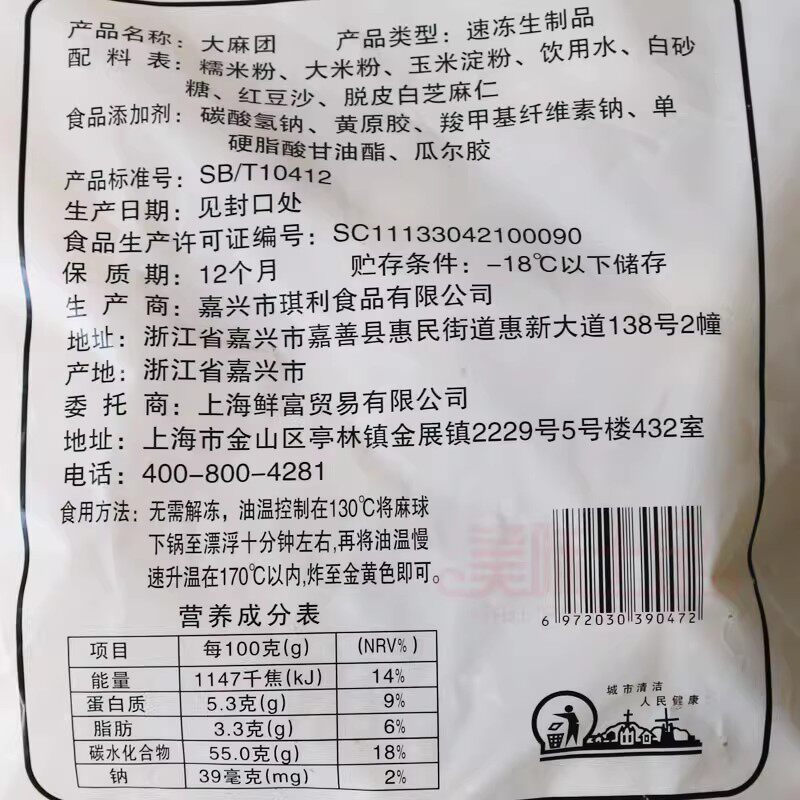 产品名称：大麻团 产品类型：速冻生制品
配料表：糯米粉、大米粉、玉米淀粉、饮用水、白砂
糖、红豆沙、脱皮白芝麻仁
食品添加剂：碳酸氢钠、黄原胶、羧甲基纤维素钠、单
硬脂酸甘油酯、瓜尔胶
产品标准号：SB/T10412
生产日期：见封口处
食品生产许可证编号：SC11133042100090
保质期：12个月 贮存条件：-18℃以下储存
生产商：嘉兴市琪利食品有限公司
地址：浙江省嘉兴市嘉善县惠民街道惠新大道138号2幢
产地：浙江省嘉兴市
委托商：上海鲜富贸易有限公司
地址：上海市金山区亭林镇金展镇2229号5号楼432室
电话：400-800-4281
食用方法：无需解冻，油温控制在130℃将麻球
下锅至漂浮十分钟左右,再将油温慢
速升温在170℃以内,炸至金黄色即可。
营养成分表
项目 每100克(g) (NRV%)
能量 1147千焦(kJ) 14%
蛋白质 5.3克(g) 9%
脂肪 3.3克(g) 6%
碳水化合物 55.0克(g) 18%
钠 39毫克(mg) 2%
6 972030 390472
城市清洁
人民健康